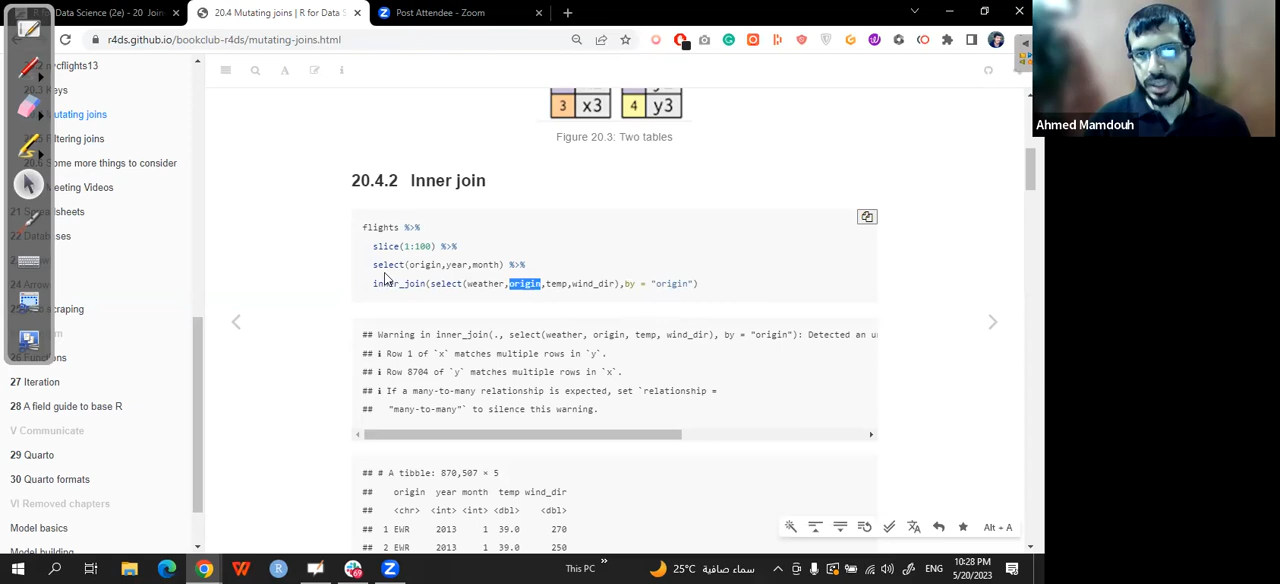 R for Data Science (2e) - 20 Join
20.4 Mutating joins | R for Data S
Post Attendee - Zoom
r4ds.github.io/bookclub-r4ds/mutating-joins.html
nycflights13
Keys
Mutating joins
Filtering joins
20.6 Some more things to consider
Meeting Videos
21 Spreadsheets
22 Databases
24 Arrow
scraping
26 Functions
27 Iteration
28 A field guide to base R
V Communicate
29 Quarto
30 Quarto formats
VI Removed chapters
Model basics
Model building
3 x3 4 y3
Figure 20.3: Two tables
20.4.2 Inner join
flights %>%
slice(1:100) %>%
select(origin,year,month) %>%
inner_join(select(weather,origin,temp,wind_dir),by = "origin")
## Warning in inner_join(., select(weather, origin, temp, wind_dir), by = "origin"): Detected an
## i Row 1 of `x` matches multiple rows in `y`.
## i Row 8704 of `y` matches multiple rows in `x`.
## i If a many-to-many relationship is expected, set `relationship =
## "many-to-many"` to silence this warning.
## # A tibble: 870,507 × 5
## origin year month temp wind_dir
## <chr> <int> <int> <dbl> <dbl>
## 1 EWR 2013 1 39.0 270
## 2 EWR 2013 1 39.0 250
Alt + A
Ahmed Mamdouh
69
This PC
25°C سماء صافية
ENG
10:28 PM
5/20/2023